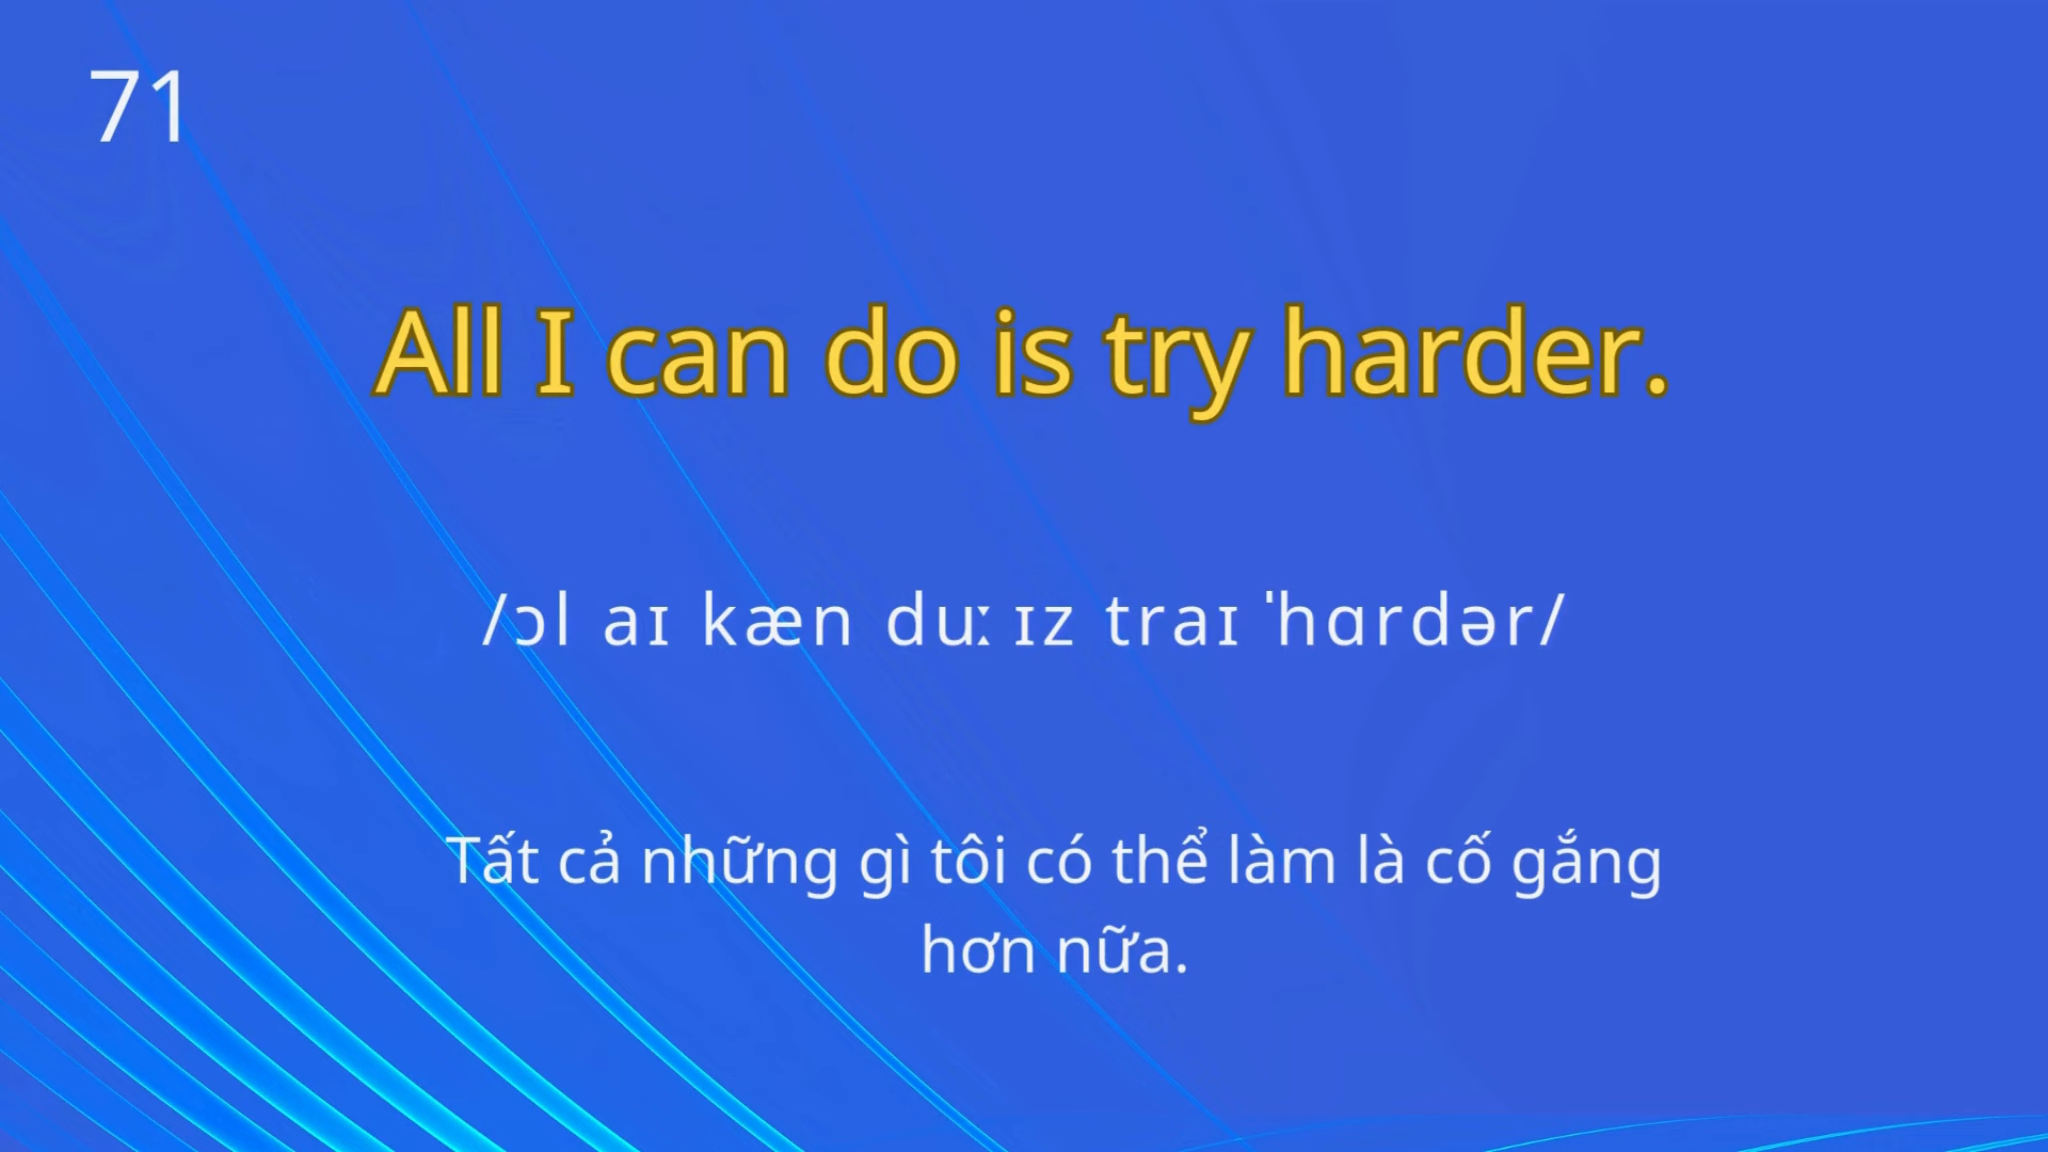 71
All I can do is try harder.
/ɔl aɪ kæn duː ɪz traɪ ˈhɑrdər/
Tất cả những gì tôi có thể làm là cố gắng
hơn nữa.